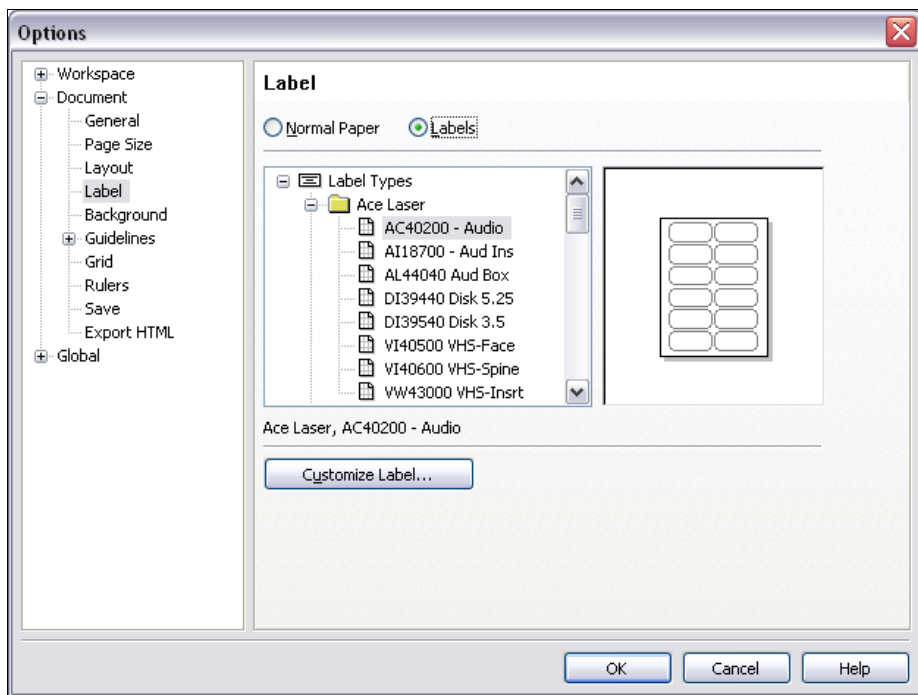 Options
Workspace
Document
General
Page Size
Layout
Label
Background
Guidelines
Grid
Rulers
Save
Export HTML
Global
Label
Normal Paper Labels
Label Types
Ace Laser
AC40200 - Audio
AI18700 - Aud Ins
AL44040 Aud Box
DI39440 Disk 5.25
DI39540 Disk 3.5
VI40500 VHS-Face
VI40600 VHS-Spine
VW43000 VHS-Insrt
Ace Laser, AC40200 - Audio
Customize Label...
OK Cancel Help